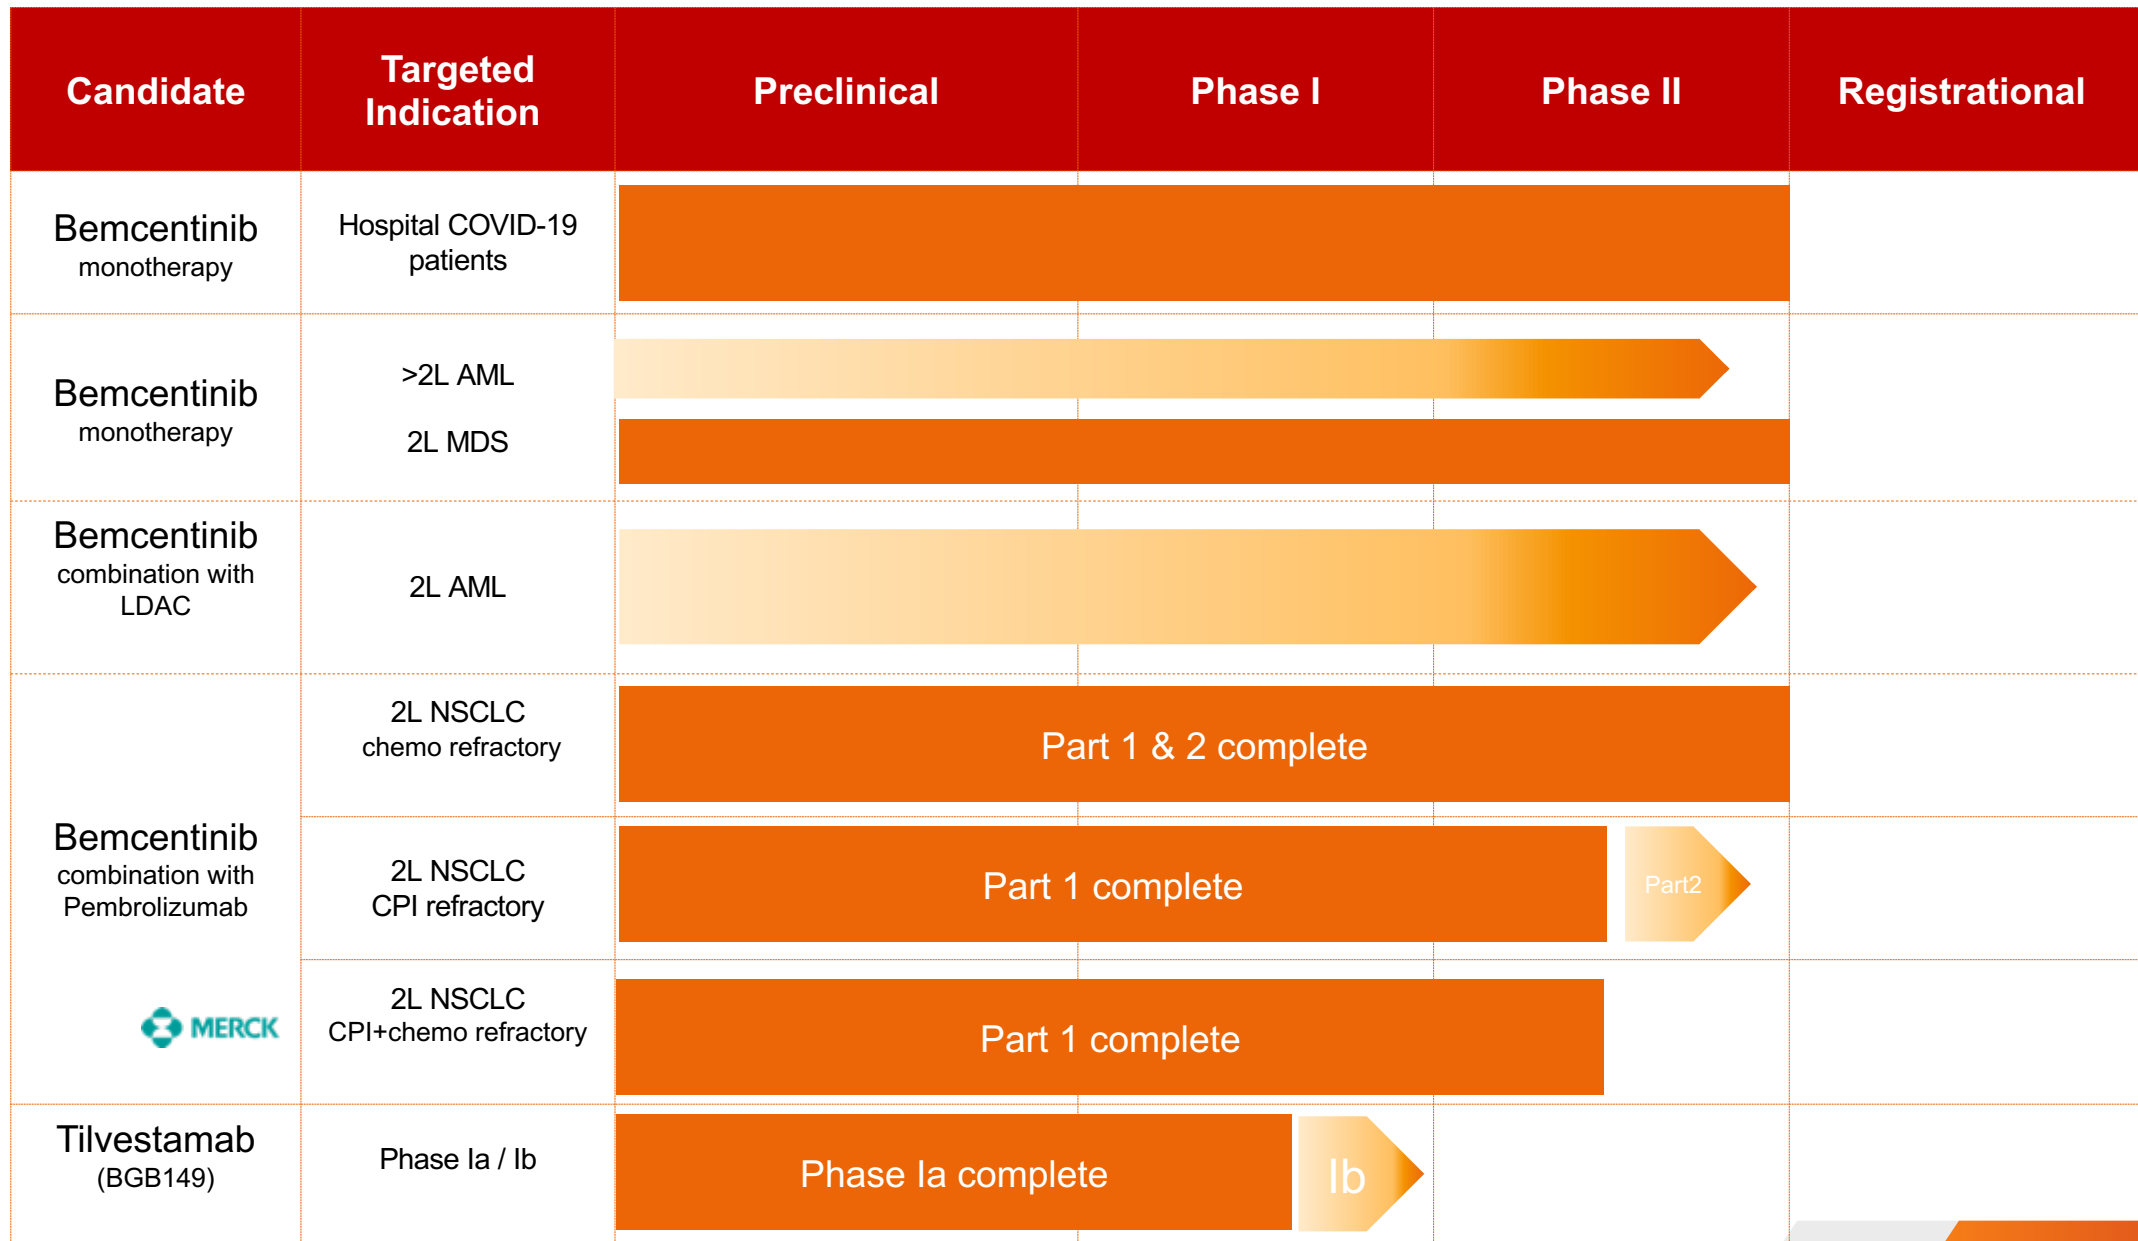 Candidate
Targeted
Indication
Preclinical
Phase I
Phase II
Registrational
Bemcentinib
monotherapy
Hospital COVID-19
patients
Bemcentinib
monotherapy
>2L AML
2L MDS
Bemcentinib
combination with
LDAC
2L AML
Bemcentinib
combination with
Pembrolizumab
MERCK
2L NSCLC
chemo refractory
Part 1 & 2 complete
2L NSCLC
CPI refractory
Part 1 complete
Part2
2L NSCLC
CPI+chemo refractory
Part 1 complete
Tilvestamab
(BGB149)
Phase Ia / Ib
Phase Ia complete
Ib